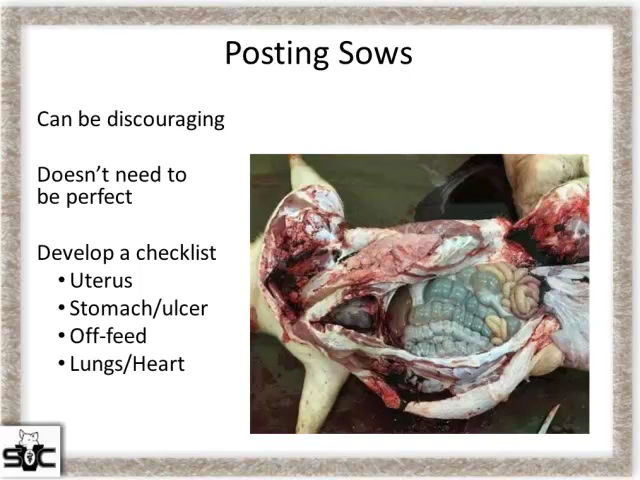 Posting Sows
Can be discouraging
Doesn’t need to
be perfect
Develop a checklist
• Uterus
• Stomach/ulcer
• Off-feed
• Lungs/Heart
SVC